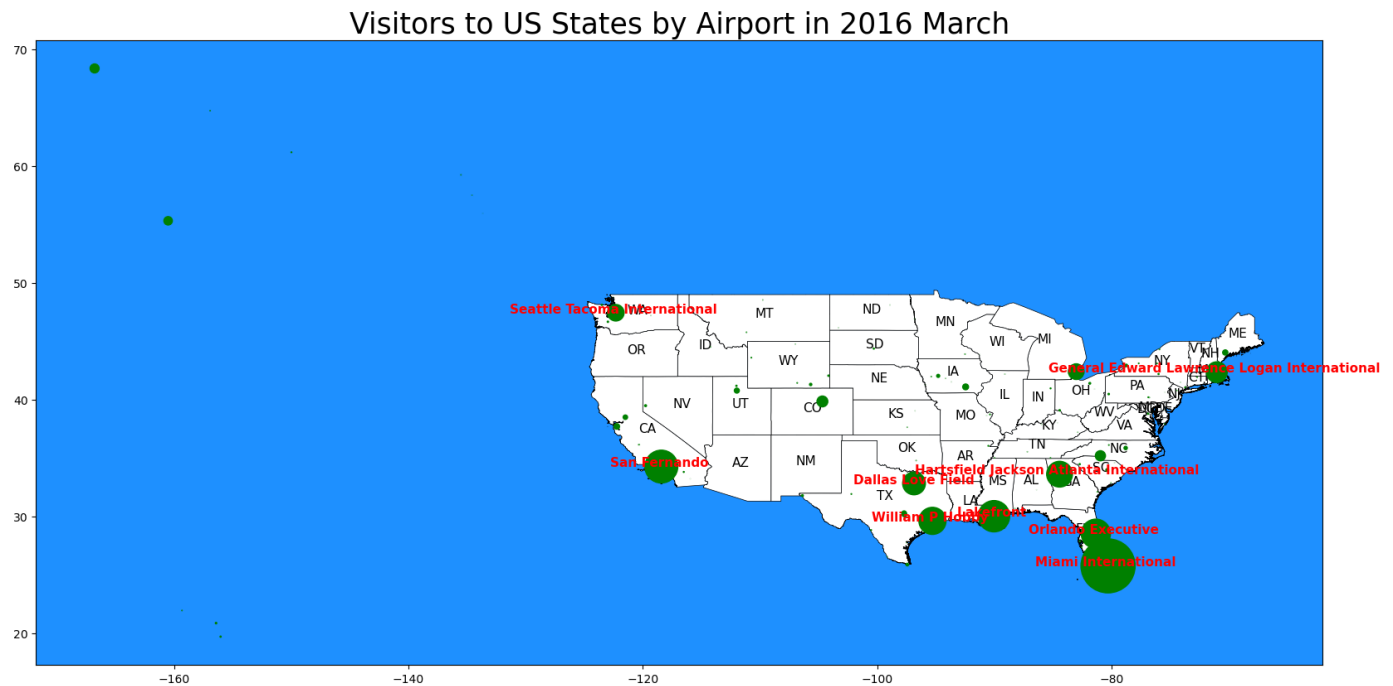 Visitors to US States by Airport in 2016 March
70
60
50
40
30
20
−160
−140
−120
−100
−80
Seattle Tacoma International
WA
MT
ND
MN
ME
OR
ID
SD
WI
MI
VT
NH
NY
WY
IA
General Edward Lawrence Logan International
NE
CT
PA
NV
UT
CO
IL
IN
OH
NJ
CA
KS
MO
WV
KY
VA
San Fernando
AZ
NM
OK
AR
TN
NC
SC
Hartsfield Jackson Atlanta International
Dallas Love Field
TX
MS
AL
GA
LA
William P Hobby
Lakefront
Orlando Executive
Miami International